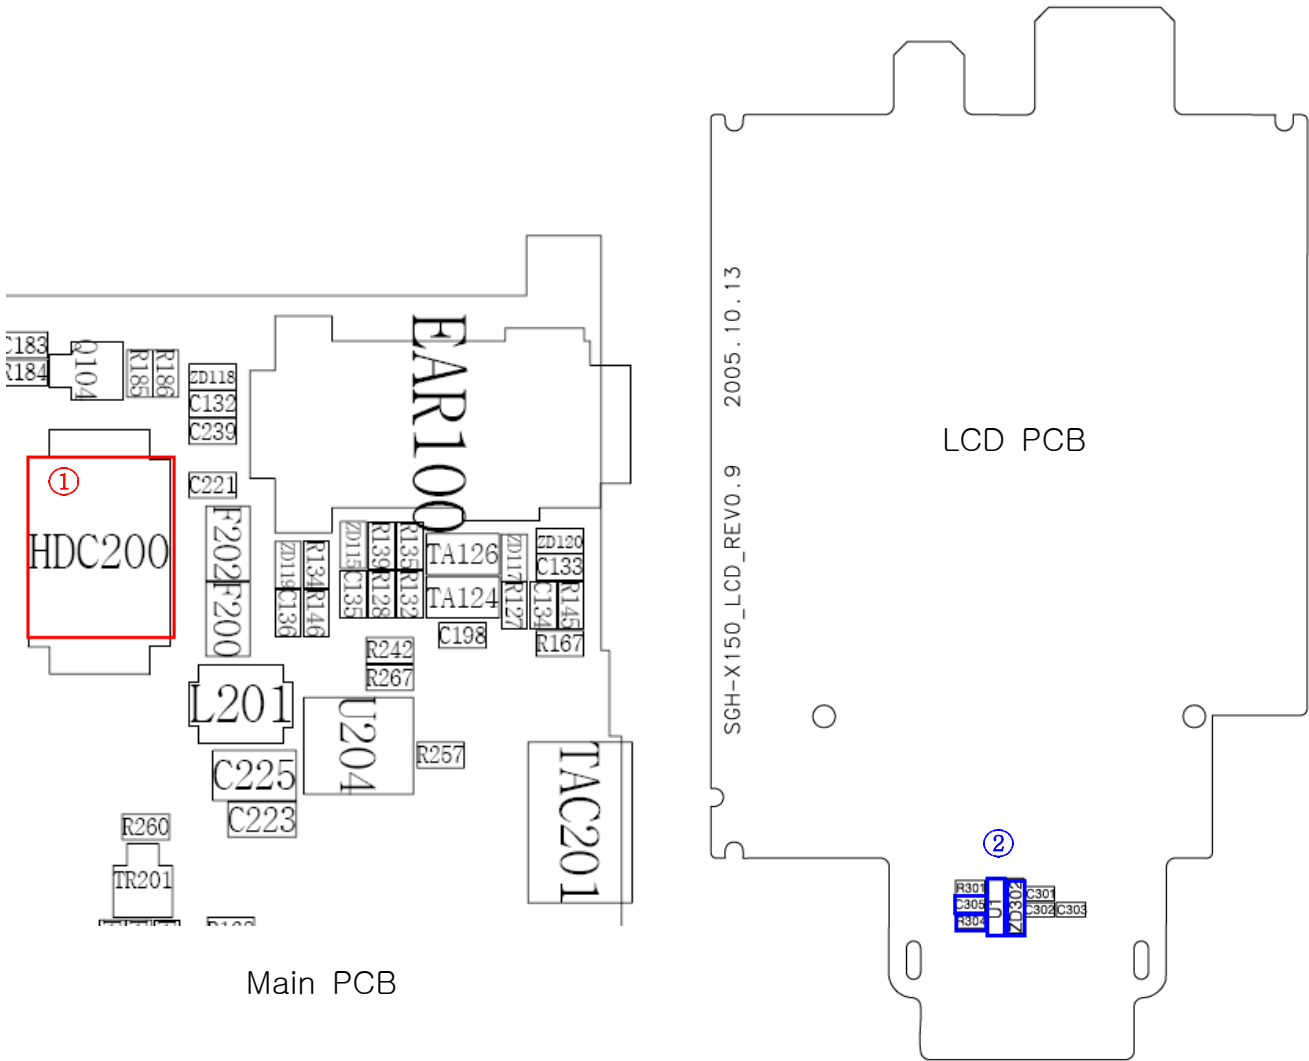 C183
R184
Q104
R185
R186
ZD118
C132
C239
C221
①
HDC200
F202
F200
EAR100
ZD119
R134
C136
R146
ZD115
R139
R135
C135
R128
R132
TA126
TA124
ZD117
R127
ZD120
C133
C134
R145
R167
C198
R242
R267
L201
U204
R257
C225
C223
TAC201
R260
TR201
Main PCB
SGH-X150_LCD_REV0.9 2005.10.13
LCD PCB
②
R301
C305
R304
U1
ZD302
C301
C302
C303